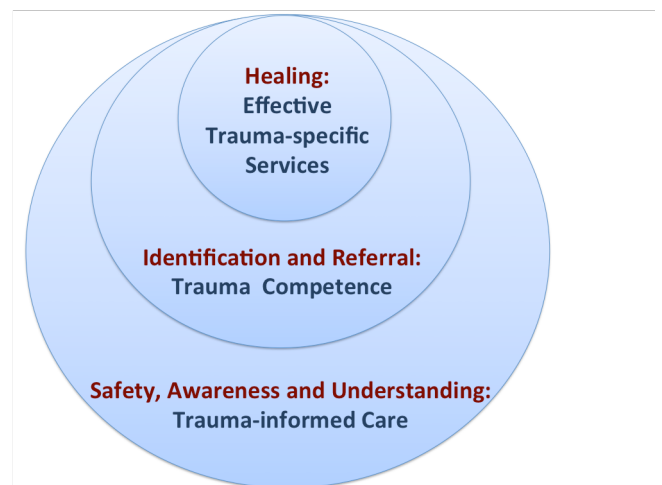 Healing:
Effective
Trauma-specific
Services
Identification and Referral:
Trauma  Competence
Safety, Awareness and Understanding:
Trauma-informed Care